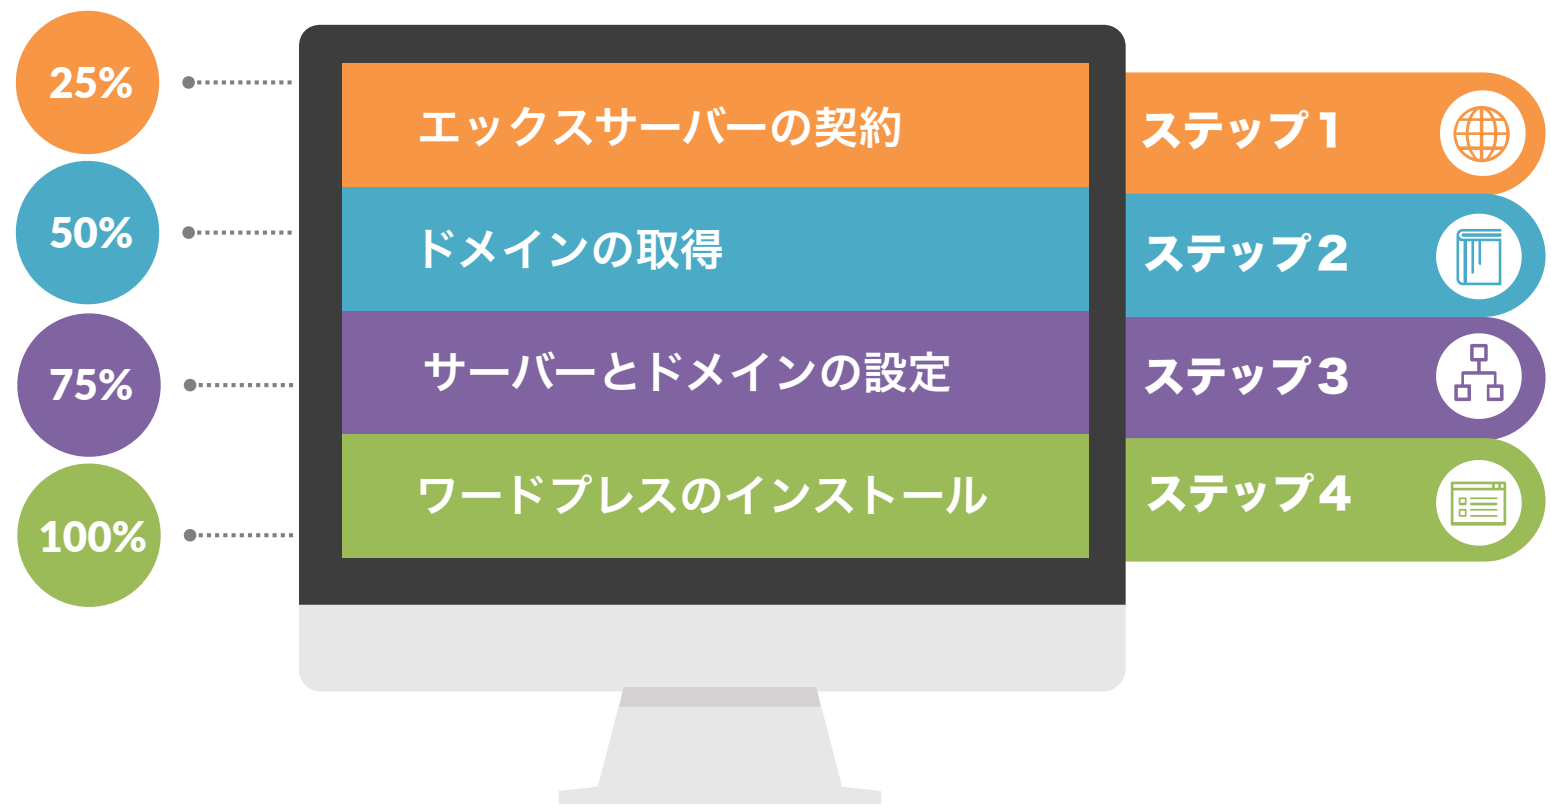 25%
エックスサーバーの契約
ステップ1
50%
ドメインの取得
ステップ2
75%
サーバーとドメインの設定
ステップ3
100%
ワードプレスのインストール
ステップ4